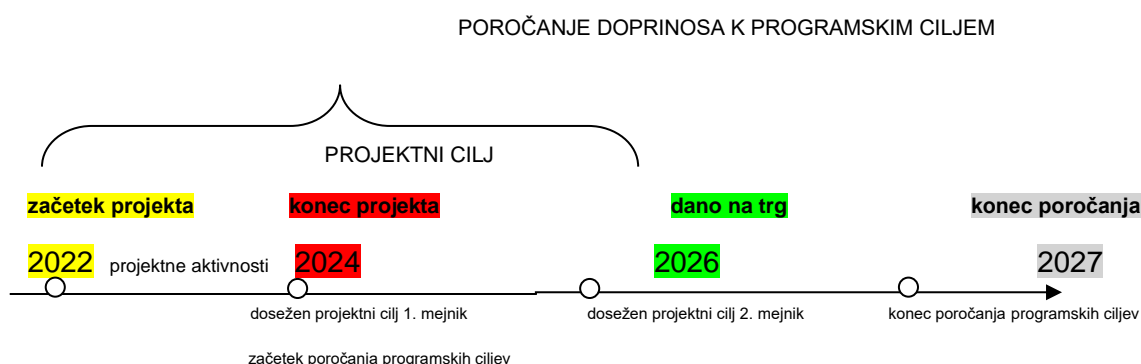 POROČANJE DOPRINOSA K PROGRAMSKIM CILJEM
PROJEKTNI CILJ
začetek projekta konec projekta dano na trg konec poročanja
2022 projektne aktivnosti 2024 2026 2027
dosežen projektni cilj 1. mejnik dosežen projektni cilj 2. mejnik konec poročanja programskih ciljev
začetek poročanja programskih ciljev